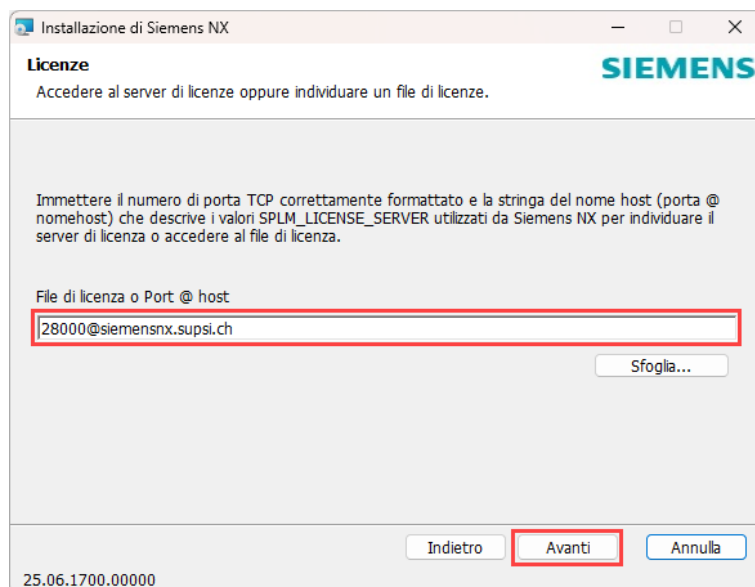 Installazione di Siemens NX
Licenze
SIEMENS
Accedere al server di licenze oppure individuare un file di licenze.
Immettere il numero di porta TCP correttamente formattato e la stringa del nome host (porta @
nomehost) che descrive i valori SPLM_LICENSE_SERVER utilizzati da Siemens NX per individuare il
server di licenza o accedere al file di licenza.
File di licenza o Port @ host
28000@siemensnx.supsi.ch
Sfoglia...
Indietro
Avanti
Annulla
25.06.1700.00000